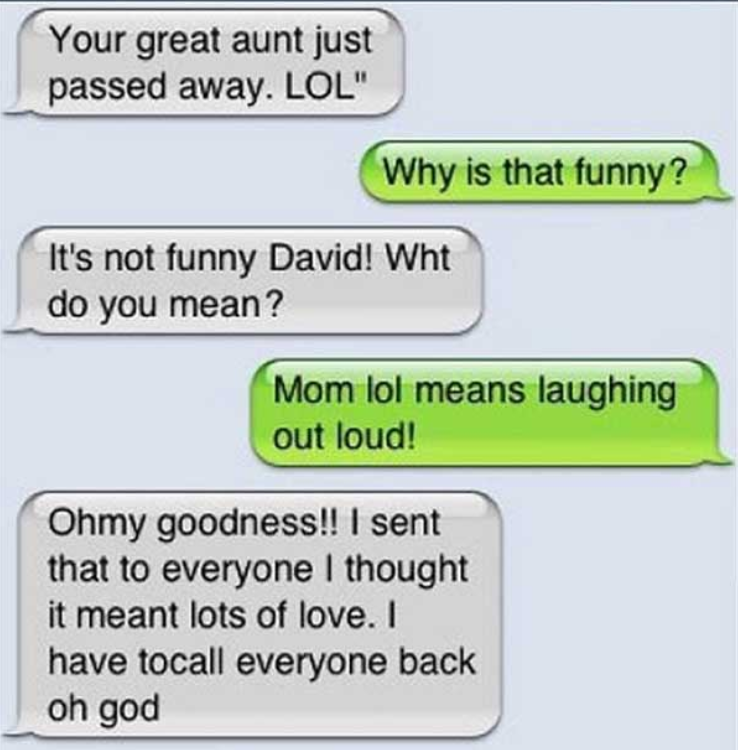 Your great aunt just
passed away. LOL"
Why is that funny?
It's not funny David! Wht
do you mean?
Mom lol means laughing
out loud!
Ohmy goodness!! I sent
that to everyone I thought
it meant lots of love. I
have tocall everyone back
oh god